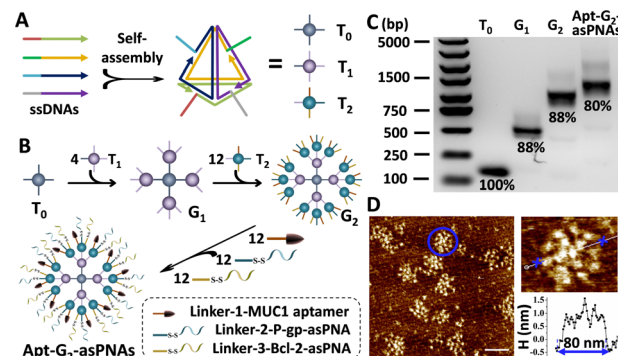 A
Self-
assembly
ssDNAs
=
T0
T1
T2
B
T0
4 T1
G1
12 T2
G2
12
12 S-S
12 S-S
Apt-G2-asPNAs
Linker-1-MUC1 aptamer
S-S Linker-2-P-gp-asPNA
S-S Linker-3-Bcl-2-asPNA
C (bp) T0 G1 G2 Apt-G2-
asPNAs
5000
1500
750
500
250
100
100%
88%
88%
80%
D
H (nm)
1.5
1.0
0.5
0.0
80 nm